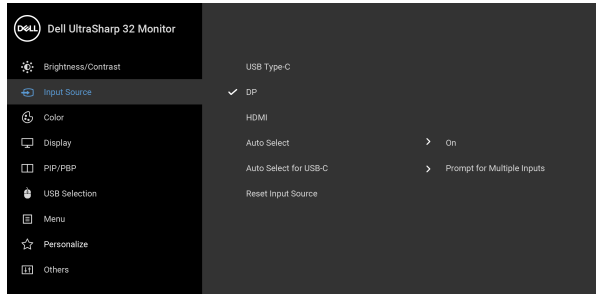 DELL
Dell UltraSharp 32 Monitor
Brightness/Contrast
USB Type-C
Input Source
DP
Color
HDMI
Display
Auto Select
On
PIP/PBP
Auto Select for USB-C
Prompt for Multiple Inputs
USB Selection
Reset Input Source
Menu
Personalize
Others